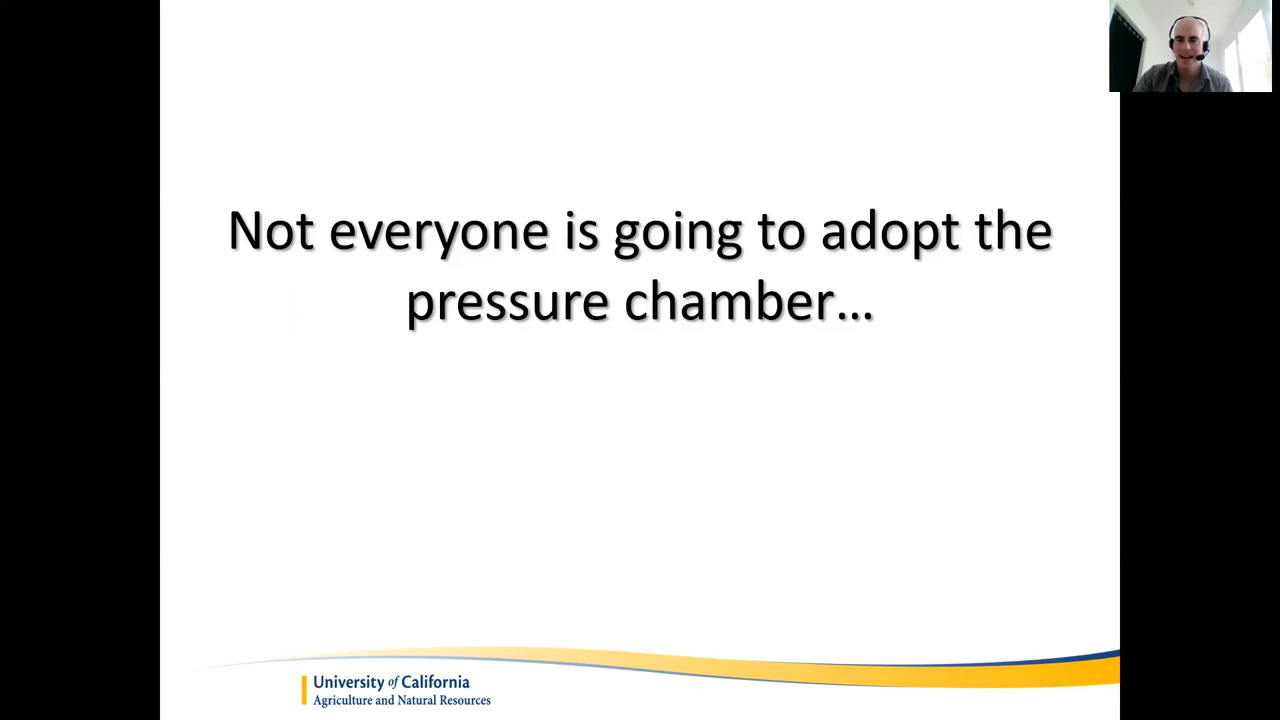 Not everyone is going to adopt the
pressure chamber…
University of California
Agriculture and Natural Resources